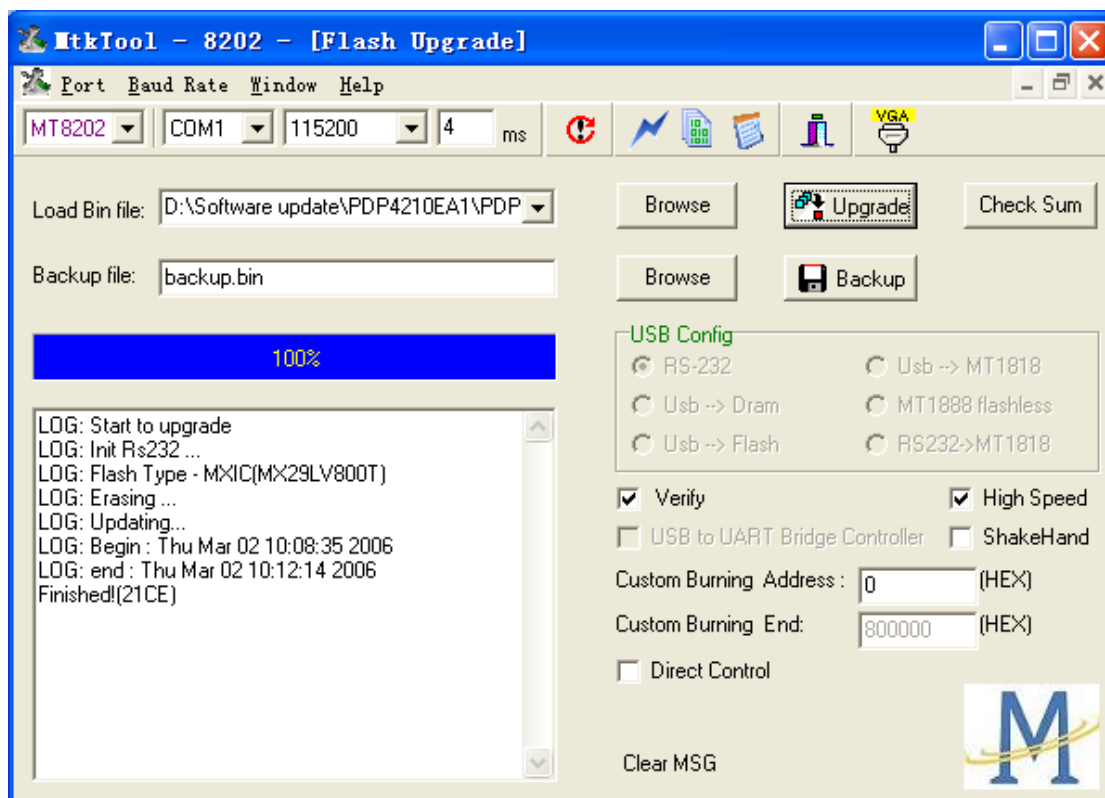 MtkTool - 8202 - [Flash Upgrade]
Port Baud Rate Window Help
MT8202 COM1 115200 4 ms VGA
Load Bin file: D:\Software update\PDP4210EA1\PDP Browse Upgrade Check Sum
Backup file: backup.bin Browse Backup
100%
USB Config
RS-232 Usb --> MT1818
Usb --> Dram MT1888 flashless
Usb --> Flash RS232->MT1818
LOG: Start to upgrade
LOG: Init Rs232 ...
LOG: Flash Type - MXIC(MX29LV800T)
LOG: Erasing ...
LOG: Updating...
LOG: Begin : Thu Mar 02 10:08:35 2006
LOG: end : Thu Mar 02 10:12:14 2006
Finished!(21CE)
Verify High Speed
USB to UART Bridge Controller ShakeHand
Custom Burning Address : 0 (HEX)
Custom Burning End: 800000 (HEX)
Direct Control
Clear MSG
M